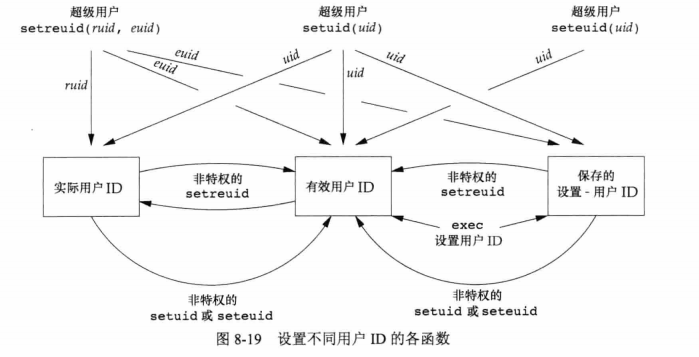 超级用户
setreuid(ruid, euid)
超级用户
setuid(uid)
超级用户
seteuid(uid)
ruid
euid
euid
uid
uid
uid
uid
实际用户 ID
非特权的
setreuid
有效用户 ID
非特权的
setreuid
保存的
设置-用户 ID
exec
设置用户 ID
非特权的
setuid 或 seteuid
非特权的
setuid 或 seteuid
图 8-19 设置不同用户 ID 的各函数